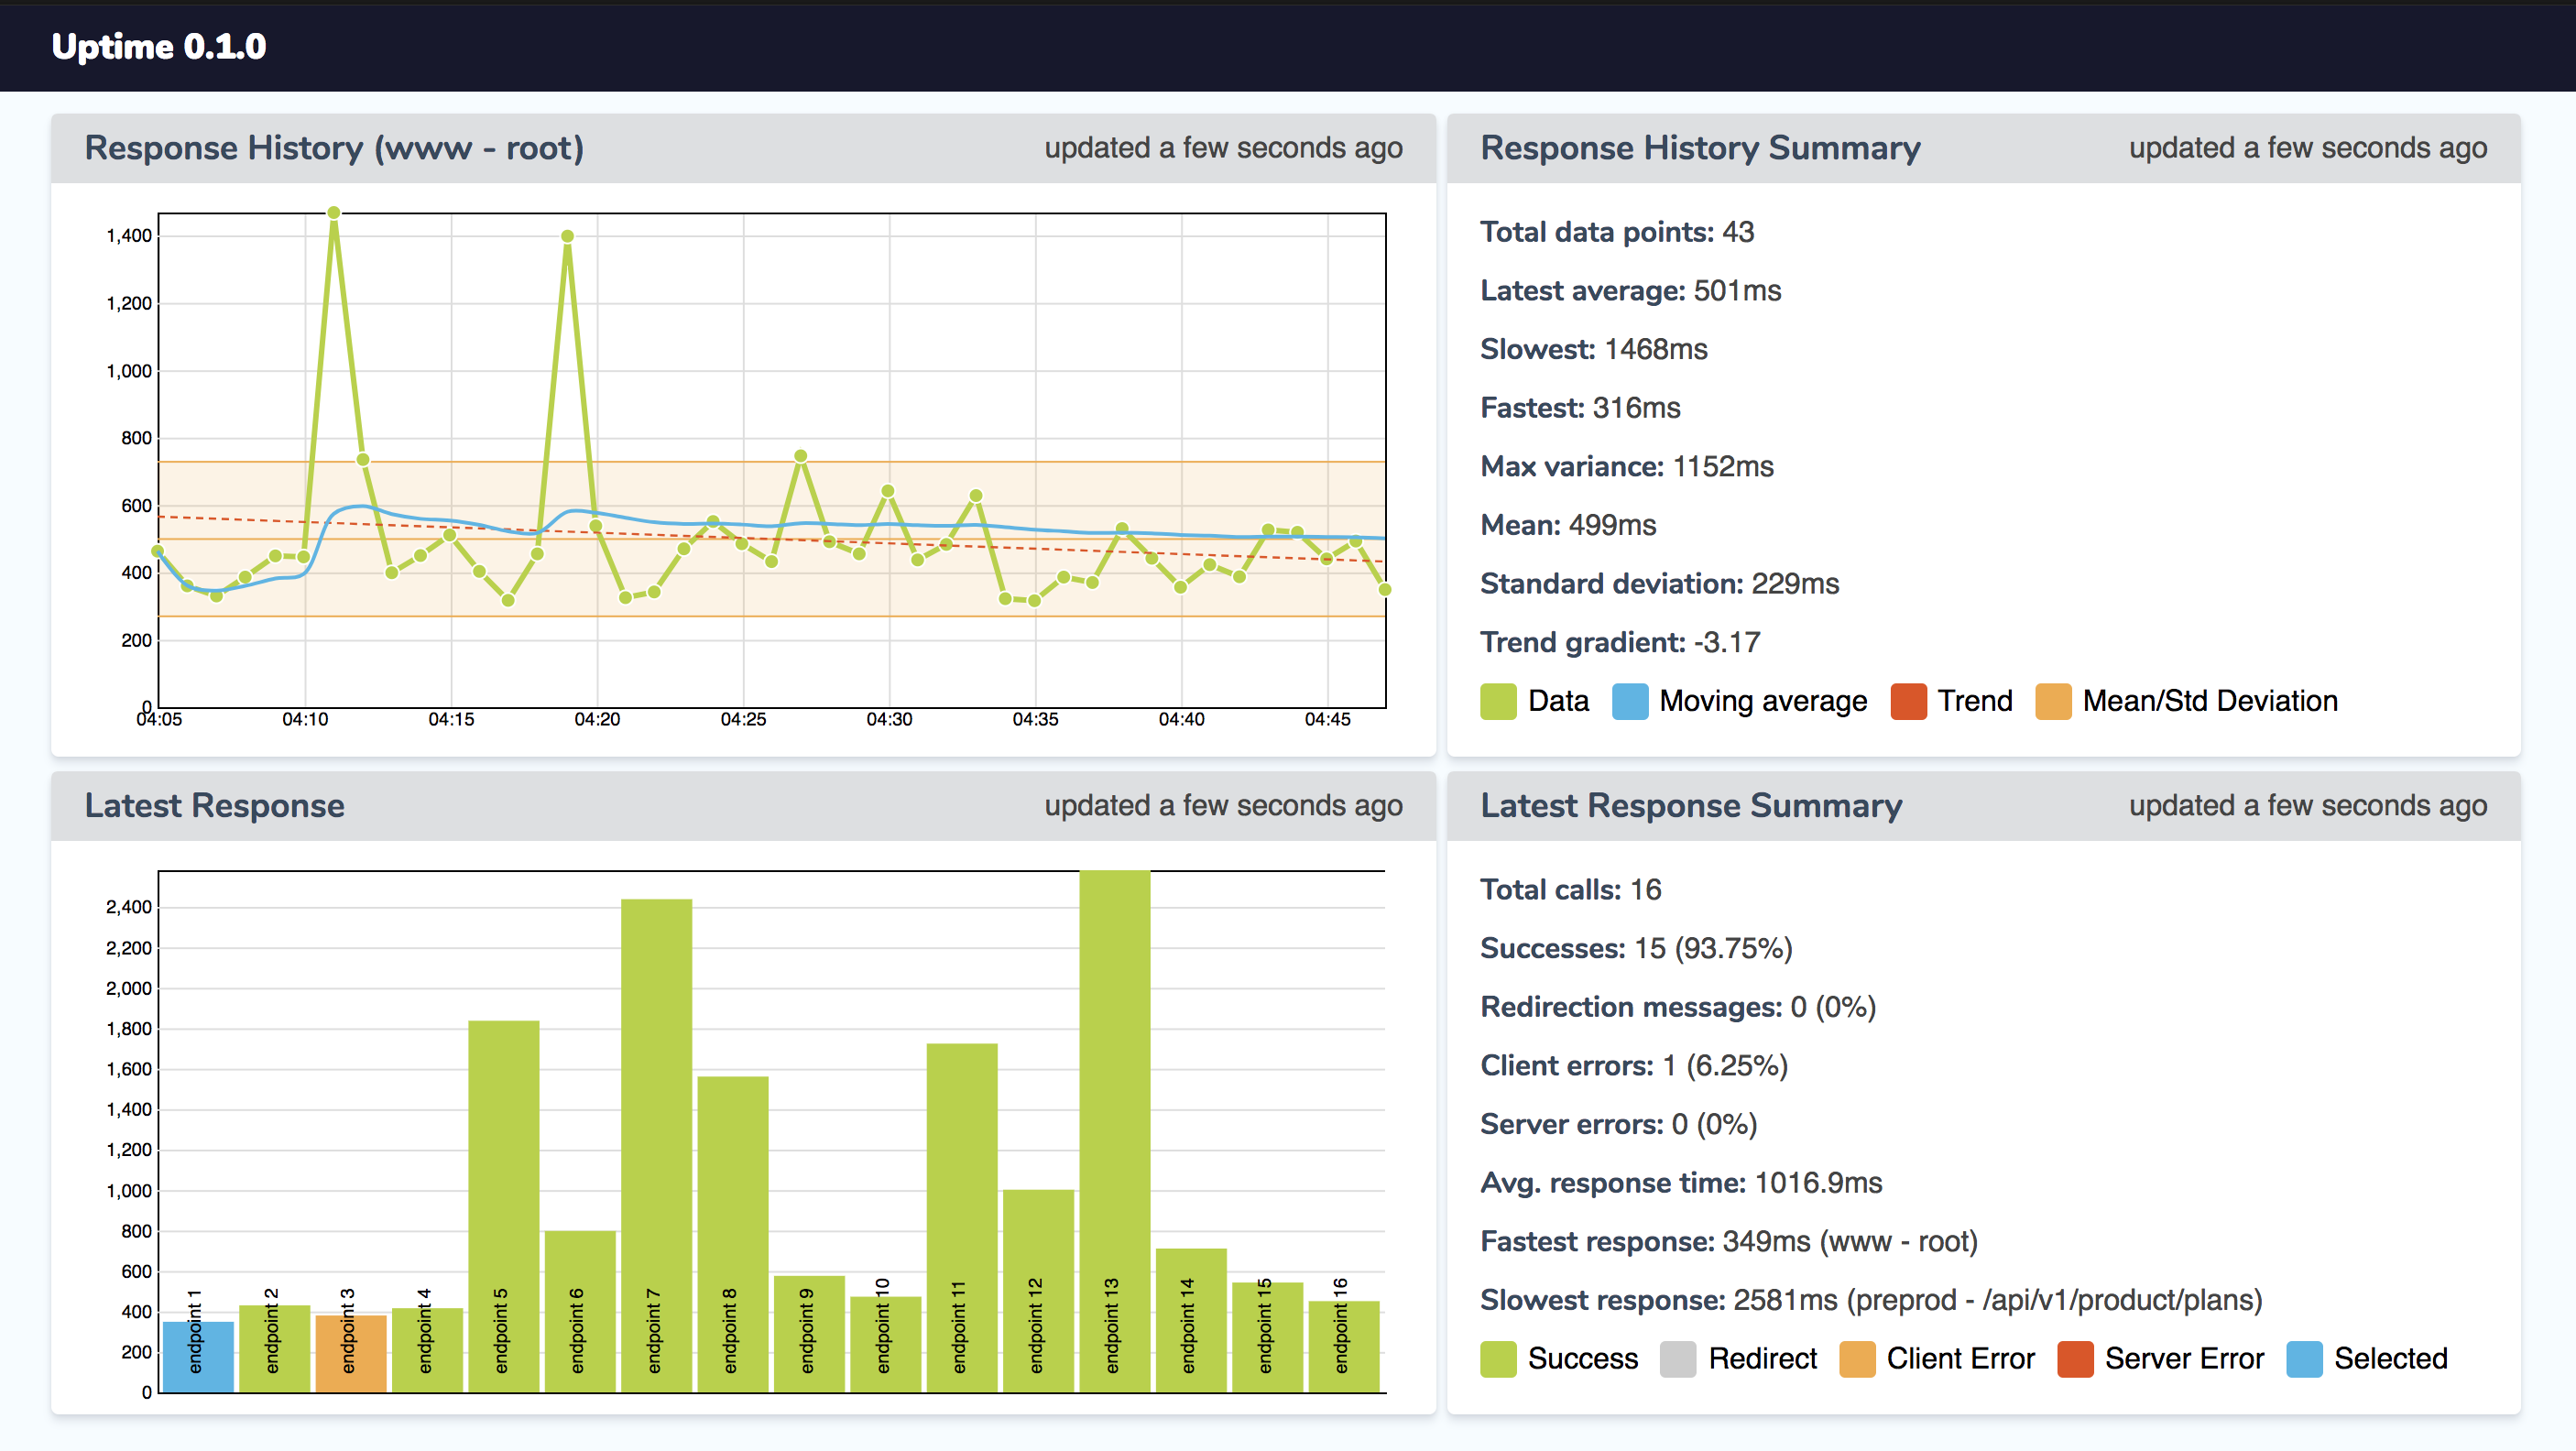 Uptime 0.1.0
Response History (www - root)
updated a few seconds ago
1,400
1,200
1,000
800
600
400
200
0
04:05
04:10
04:15
04:20
04:25
04:30
04:35
04:40
04:45
Response History Summary
updated a few seconds ago
Total data points: 43
Latest average: 501ms
Slowest: 1468ms
Fastest: 316ms
Max variance: 1152ms
Mean: 499ms
Standard deviation: 229ms
Trend gradient: -3.17
Data
Moving average
Trend
Mean/Std Deviation
Latest Response
updated a few seconds ago
2,400
2,200
2,000
1,800
1,600
1,400
1,200
1,000
800
600
400
200
0
endpoint 1
endpoint 2
endpoint 3
endpoint 4
endpoint 5
endpoint 6
endpoint 7
endpoint 8
endpoint 9
endpoint 10
endpoint 11
endpoint 12
endpoint 13
endpoint 14
endpoint 15
endpoint 16
Latest Response Summary
updated a few seconds ago
Total calls: 16
Successes: 15 (93.75%)
Redirection messages: 0 (0%)
Client errors: 1 (6.25%)
Server errors: 0 (0%)
Avg. response time: 1016.9ms
Fastest response: 349ms (www - root)
Slowest response: 2581ms (preprod - /api/v1/product/plans)
Success
Redirect
Client Error
Server Error
Selected